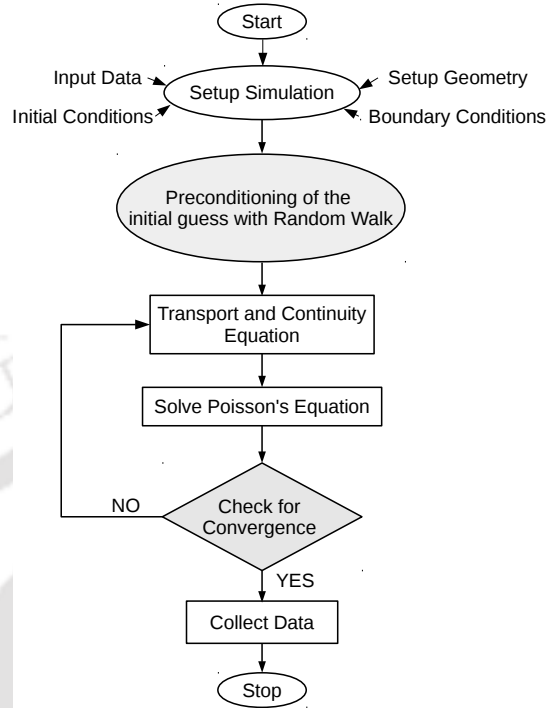 Start
Input Data
Setup Geometry
Setup Simulation
Initial Conditions
Boundary Conditions
Preconditioning of the
initial guess with Random Walk
Transport and Continuity
Equation
Solve Poisson's Equation
Check for
Convergence
NO
YES
Collect Data
Stop